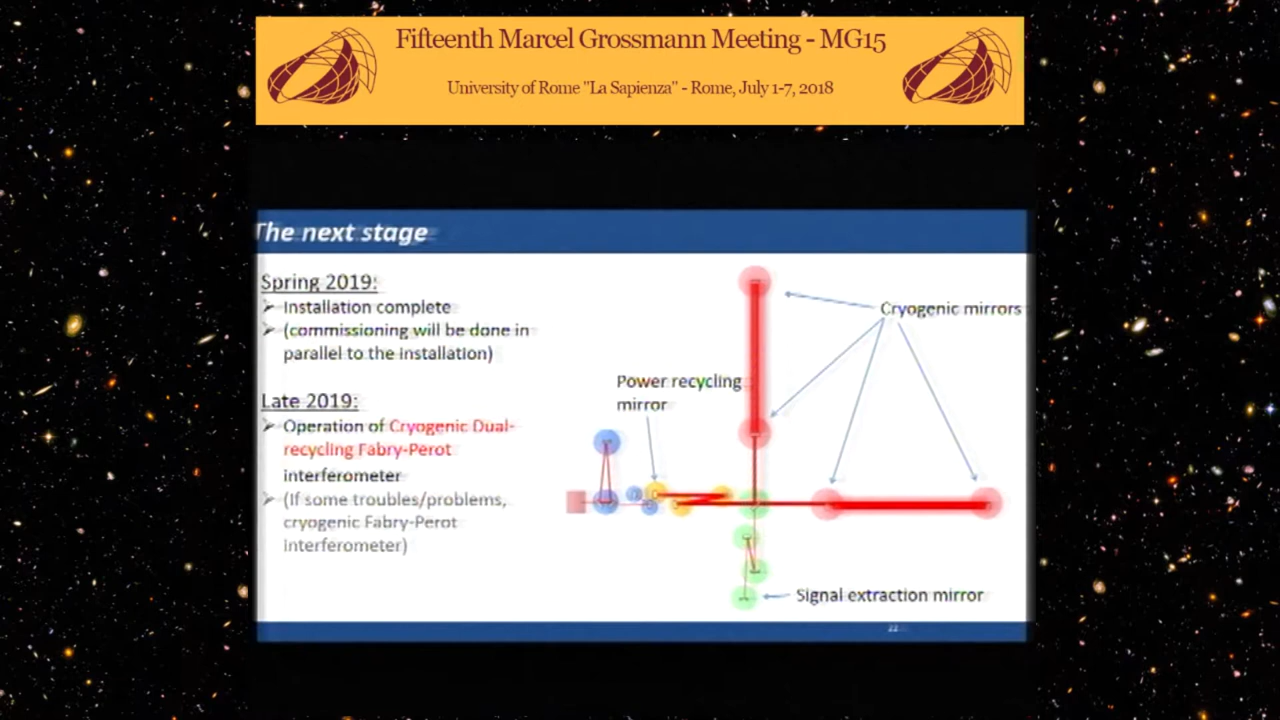 Fifteenth Marcel Grossmann Meeting - MG15
University of Rome "La Sapienza" - Rome, July 1-7, 2018
The next stage
Spring 2019:
➢ Installation complete
➢ (commissioning will be done in
parallel to the installation)
Late 2019:
➢ Operation of Cryogenic Dual-
recycling Fabry-Perot
interferometer
➢ (If some troubles/problems,
cryogenic Fabry-Perot
interferometer)
Cryogenic mirrors
Power recycling
mirror
Signal extraction mirror
22